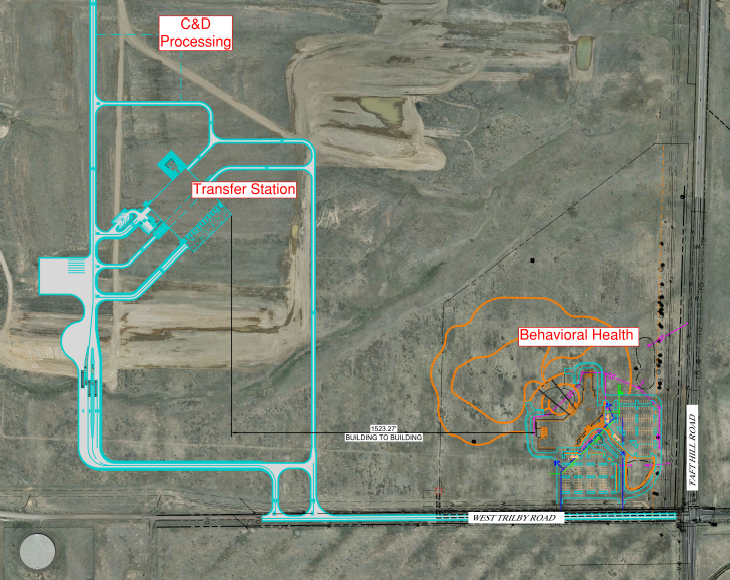 C&D
Processing
Transfer Station
Behavioral Health
1523.27'
BUILDING TO BUILDING
TAFT HILL ROAD
WEST TRILBY ROAD